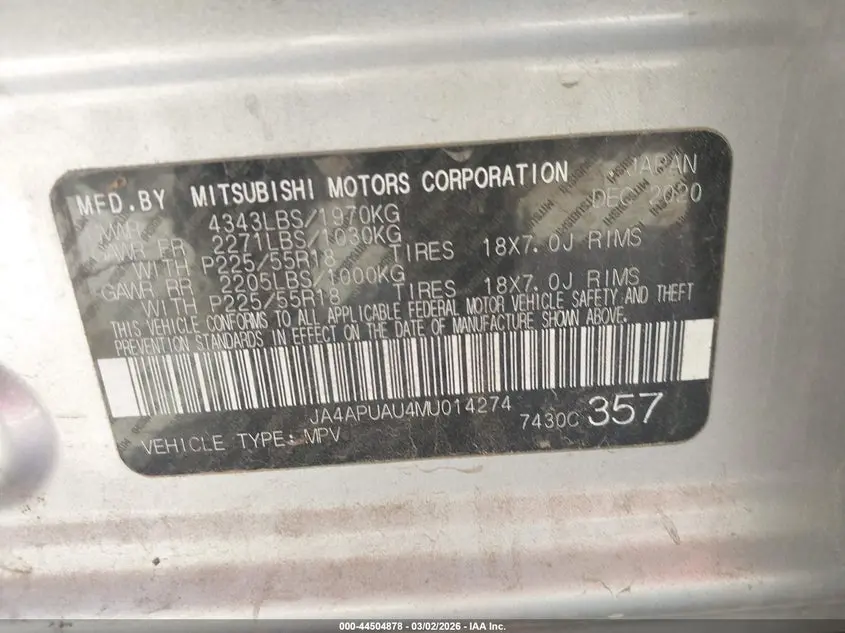 MFD.BY MITSUBISHI MOTORS CORPORATION JAPAN
DEC 2020
4343LBS/1970KG
GAWR FR 2271LBS/1030KG
WITH P225/55R18 TIRES 18X7.0J RIMS
GAWR RR 2205LBS/1000KG
WITH P225/55R18 TIRES 18X7.0J RIMS
THIS VEHICLE CONFORMS TO ALL APPLICABLE FEDERAL MOTOR VEHICLE SAFETY AND THEFT
PREVENTION STANDARDS IN EFFECT ON THE DATE OF MANUFACTURE SHOWN ABOVE.
JA4APUAU4MU014274
VEHICLE TYPE: MPV 7430C 357
000-44504878 - 03/02/2026 - IAA Inc.